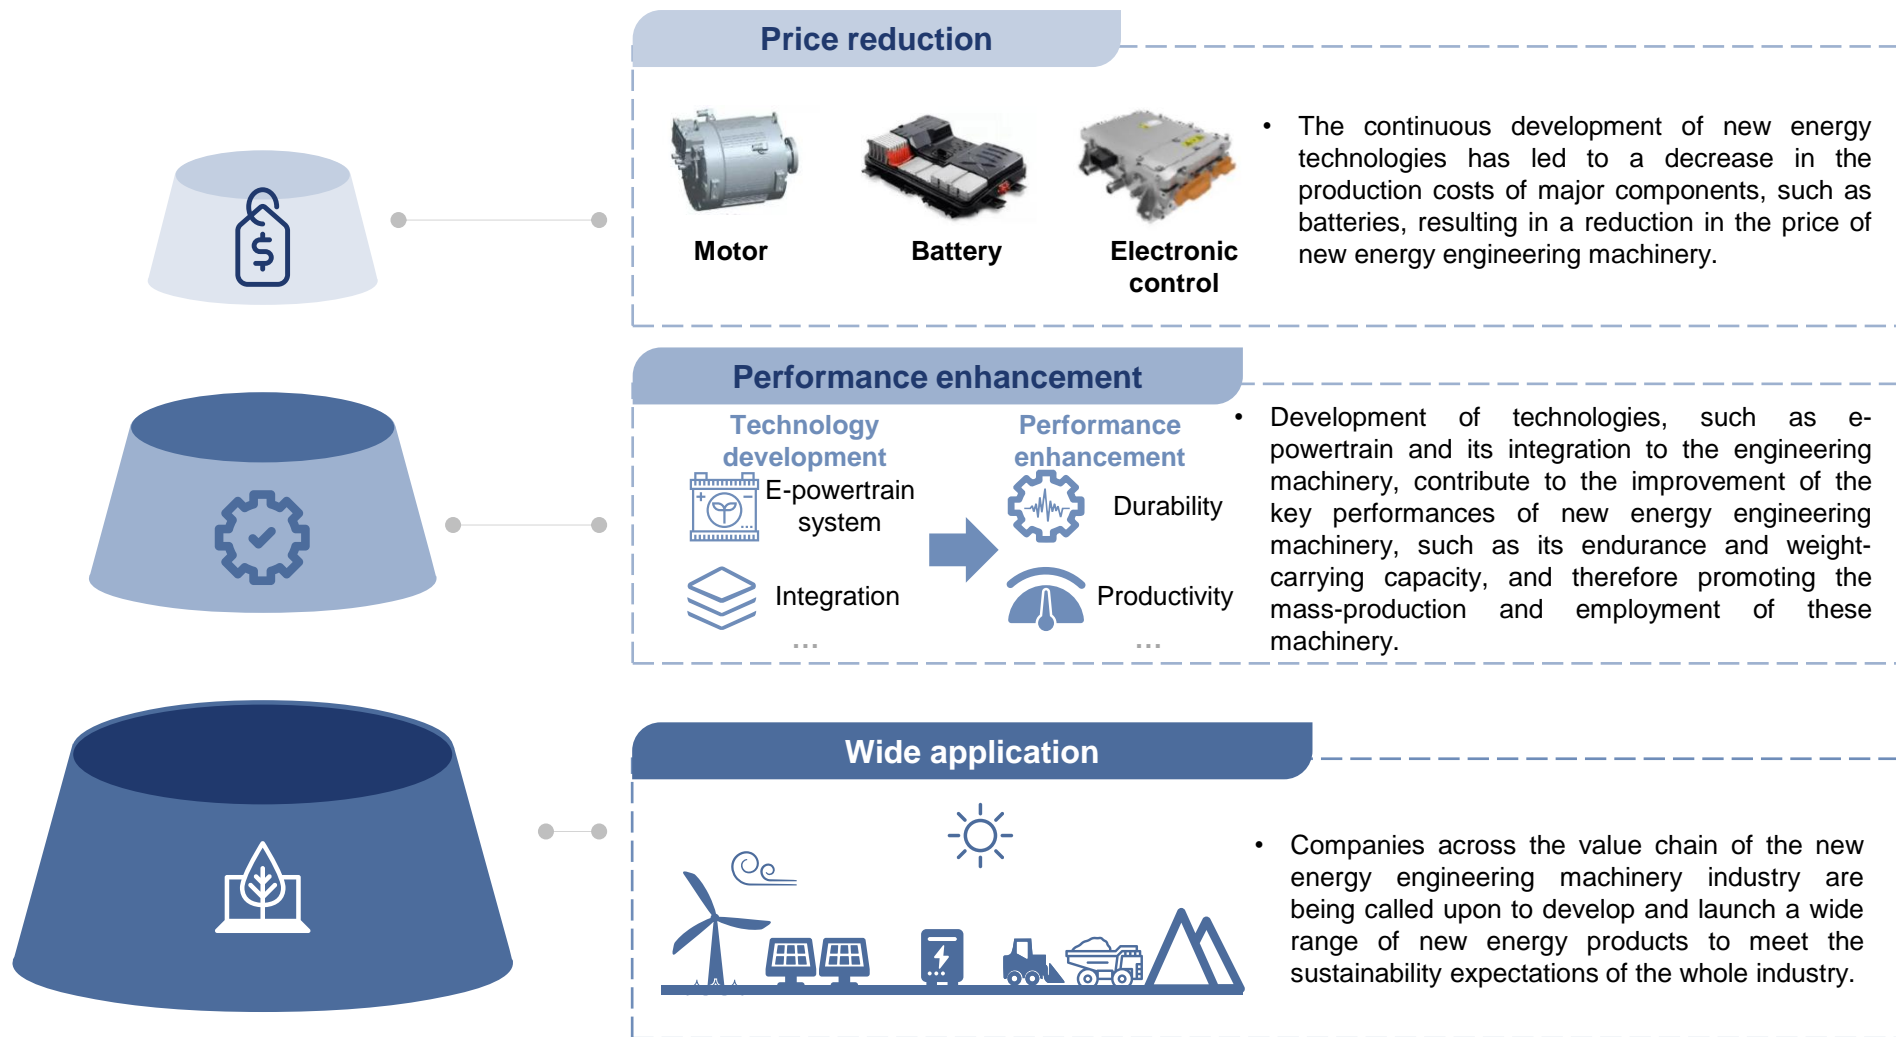 Price reduction
Motor
Battery
Electronic
control
• The continuous development of new energy
technologies has led to a decrease in the
production costs of major components, such as
batteries, resulting in a reduction in the price of
new energy engineering machinery.
$
Performance enhancement
Technology
development
E-powertrain
system
Integration
...
Performance
enhancement
Durability
Productivity
...
• Development of technologies, such as e-
powertrain and its integration to the engineering
machinery, contribute to the improvement of the
key performances of new energy engineering
machinery, such as its endurance and weight-
carrying capacity, and therefore promoting the
mass-production and employment of these
machinery.
Wide application
• Companies across the value chain of the new
energy engineering machinery industry are
being called upon to develop and launch a wide
range of new energy products to meet the
sustainability expectations of the whole industry.